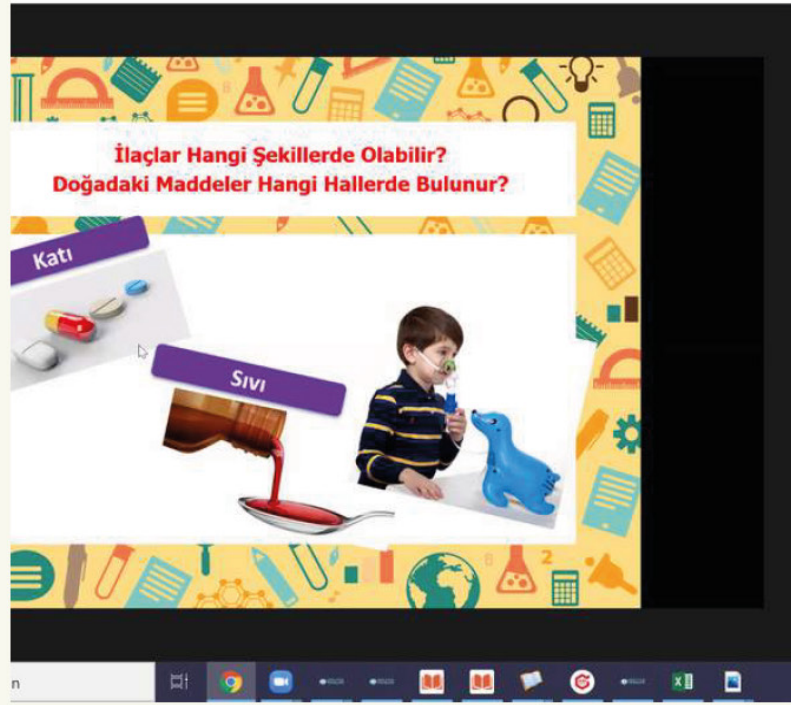 İlaçlar Hangi Şekillerde Olabilir?
Doğadaki Maddeler Hangi Hallerde Bulunur?
Katı
Sıvı
n